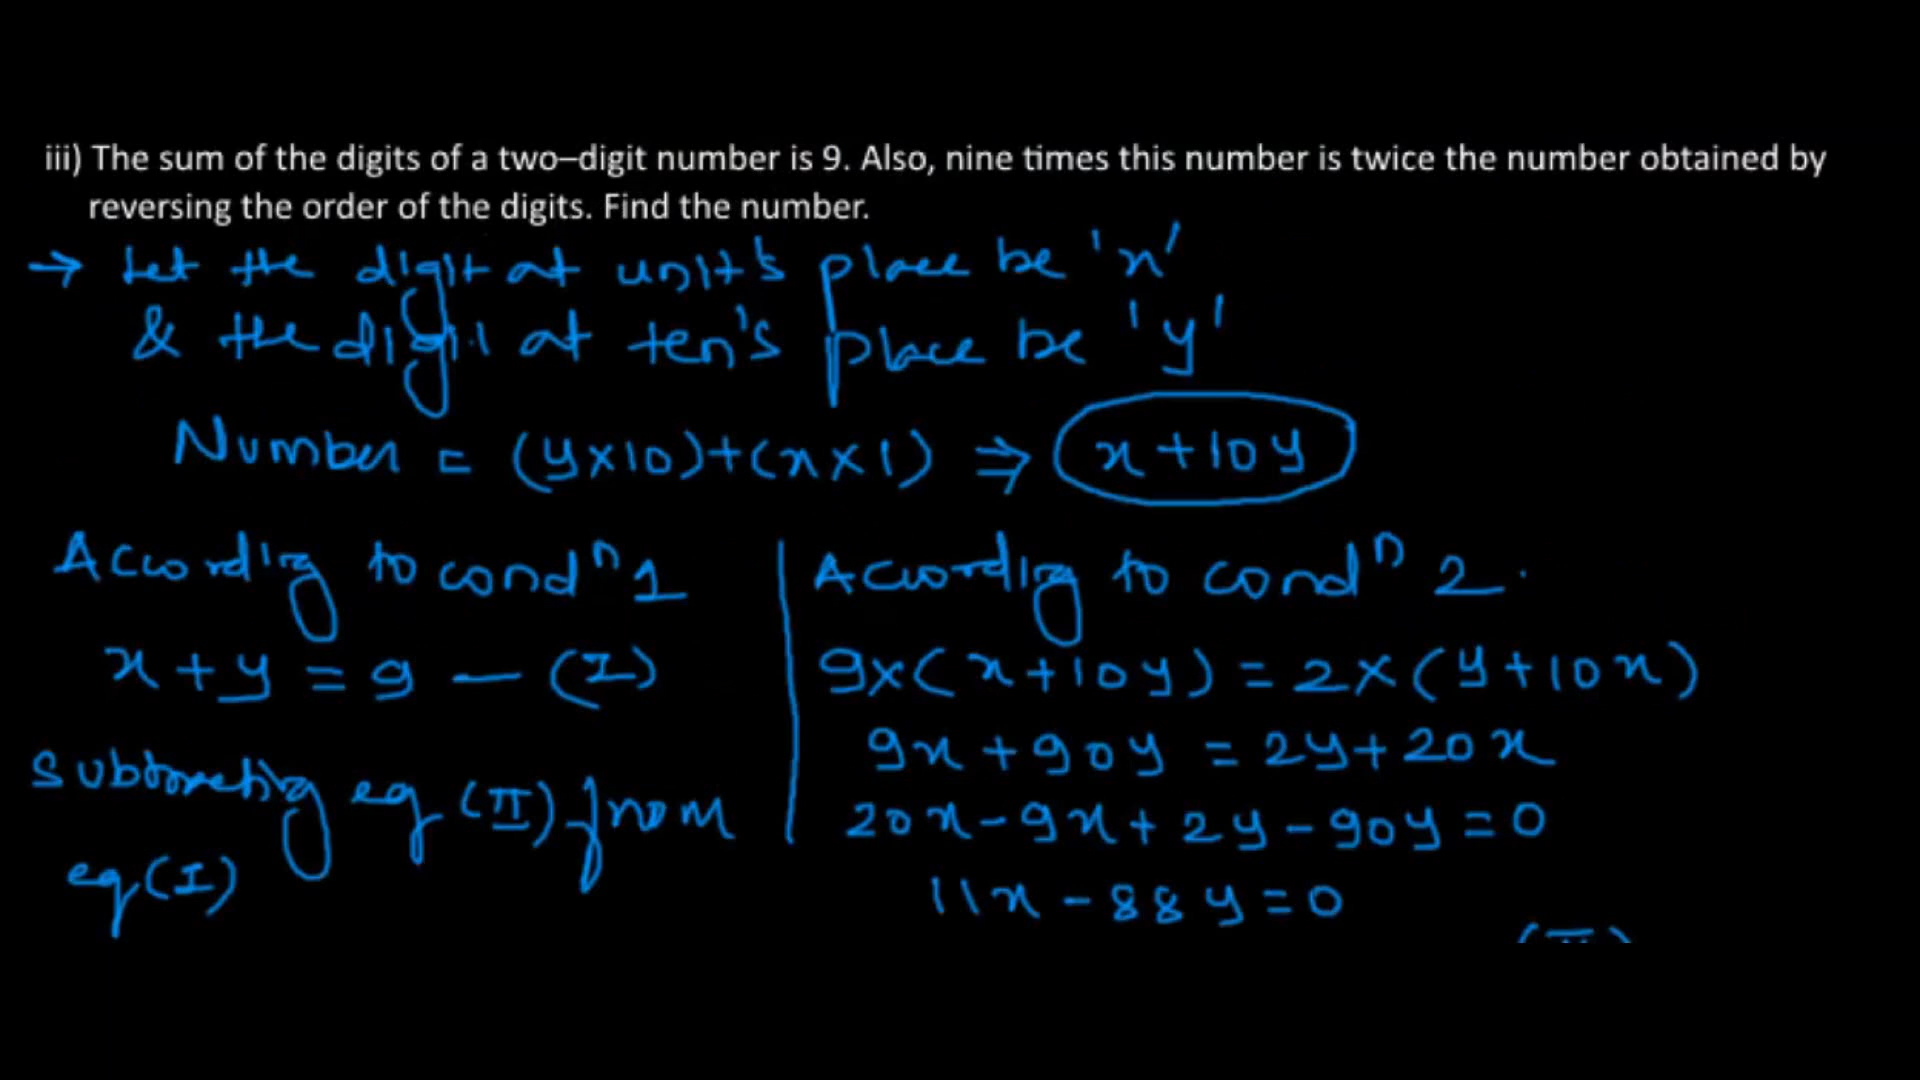 iii) The sum of the digits of a two–digit number is 9. Also, nine times this number is twice the number obtained by
reversing the order of the digits. Find the number.
→ Let the digit at unit's place be 'x'
& the digit at ten's place be 'y'
Number = (y×10)+(x×1) ⇒ x+10y
According to condⁿ 1
x+y=9 — (I)
Subtracting eq (II) from
eq(I)
According to condⁿ 2.
9×(x+10y)=2×(y+10x)
9x+90y = 2y+20x
20x-9x+2y-90y=0
11x-88y=0